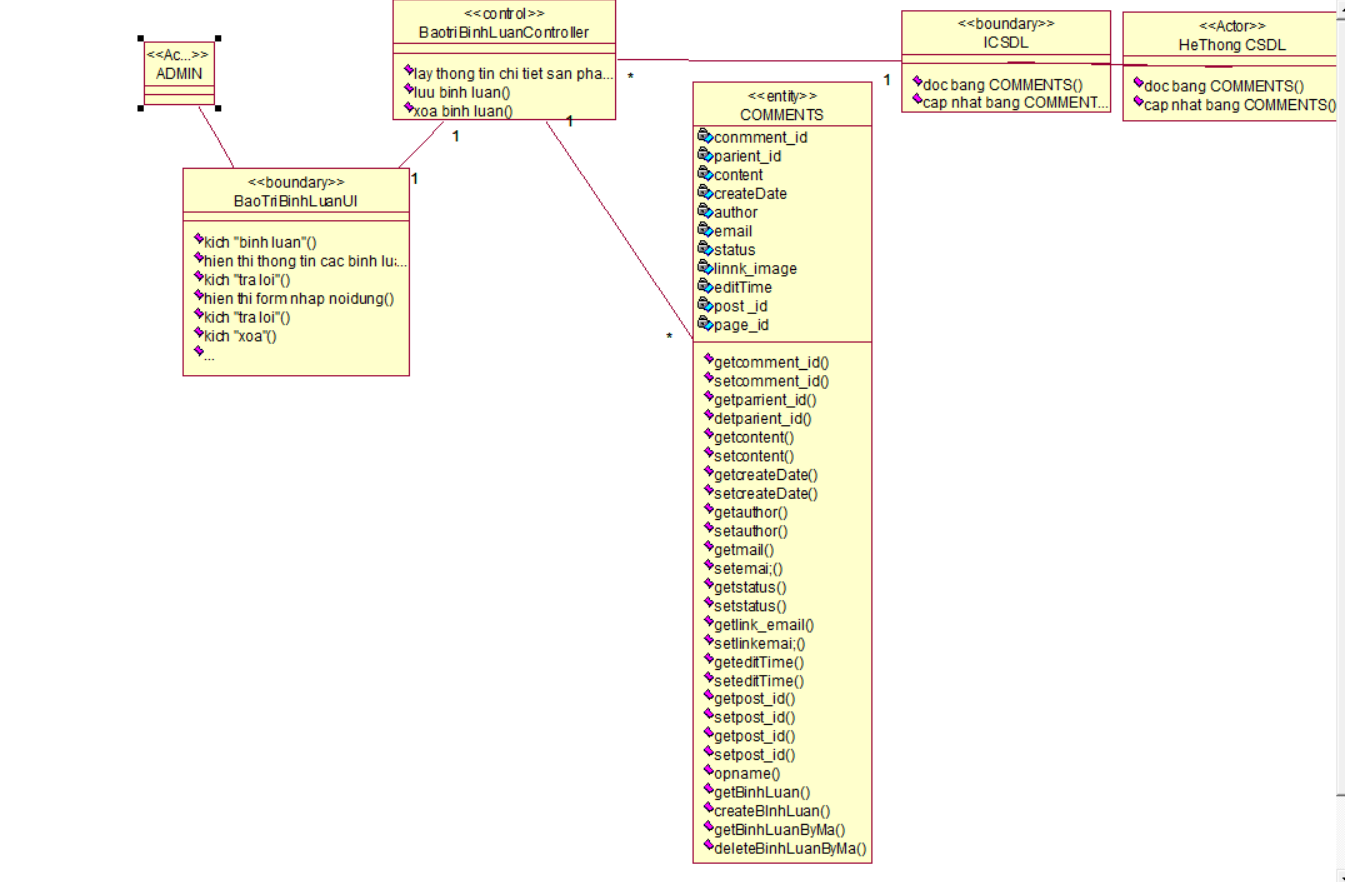 <<Ac...>>
ADMIN
<<control>>
BaotriBinhLuanController
lay thong tin chi tiet san pha...
luu binh luan()
xoa binh luan()
1
1
*
<<boundary>>
BaoTriBinhLuanUI
kich "binh luan"()
hien thi thong tin cac binh lu...
kich "tra loi"()
hien thi form nhap noidung()
kich "tra loi"()
kich "xoa"()
...
1
*
<<entity>>
COMMENTS
conmment_id
parient_id
content
createDate
author
email
status
linnk_image
editTime
post _id
page_id
getcomment_id()
setcomment_id()
getparrient_id()
detparient_id()
getcontent()
setcontent()
getcreateDate()
setcreateDate()
getauthor()
setauthor()
getmail()
setemai;()
getstatus()
setstatus()
getlink_email()
setlinkemai;()
geteditTime()
seteditTime()
getpost_id()
setpost_id()
getpost_id()
setpost_id()
opname()
getBinhLuan()
createBInhLuan()
getBinhLuanByMa()
deleteBinhLuanByMa()
1
<<boundary>>
ICSDL
doc bang COMMENTS()
cap nhat bang COMMENT...
<<Actor>>
HeThong CSDL
doc bang COMMENTS()
cap nhat bang COMMENTS()